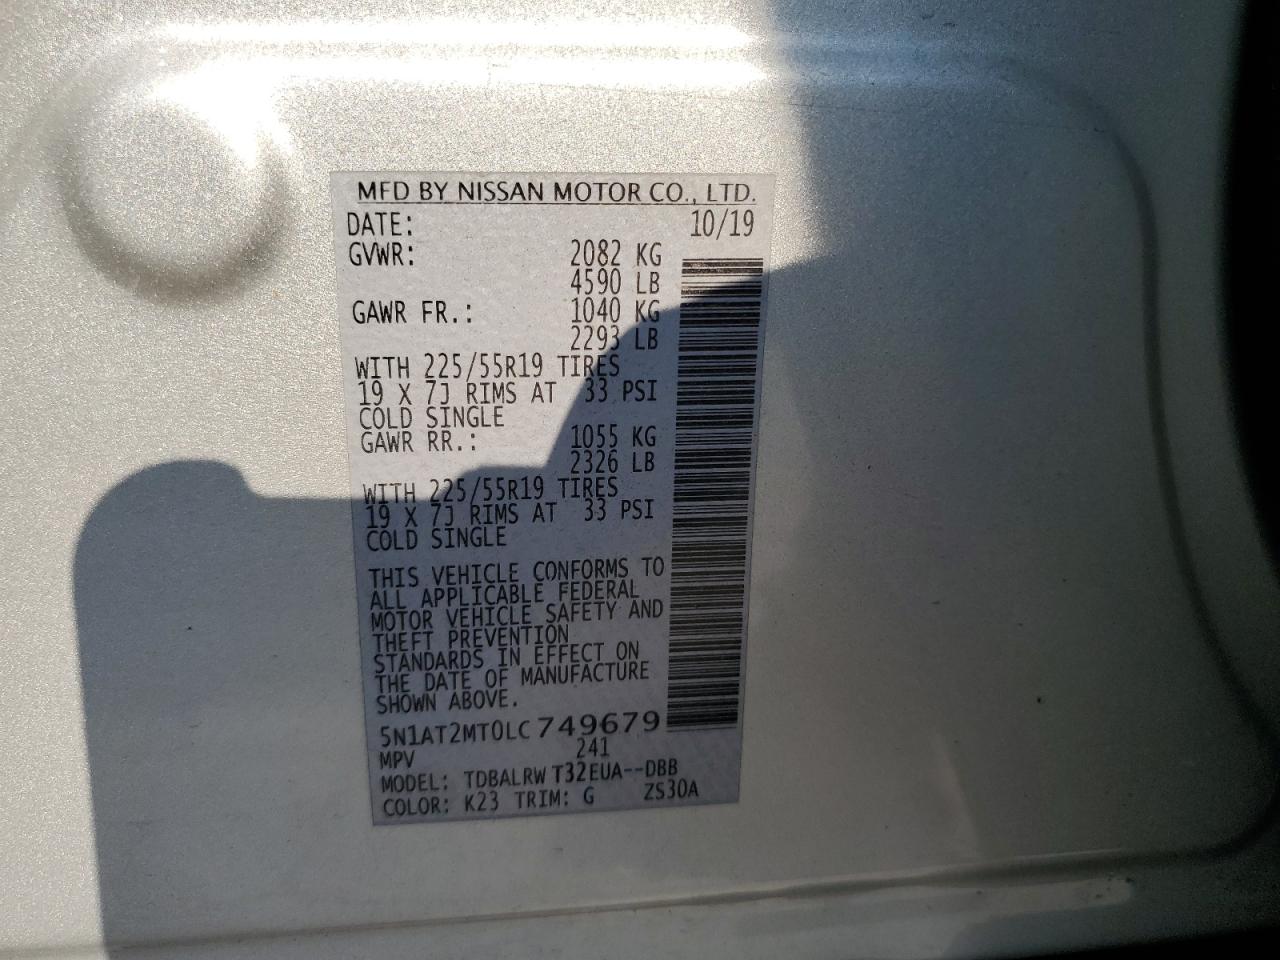 MFD BY NISSAN MOTOR CO., LTD.
DATE: 10/19
GVWR: 2082 KG
4590 LB
GAWR FR.: 1040 KG
2293 LB
WITH 225/55R19 TIRES
19 X 7J RIMS AT 33 PSI
COLD SINGLE
GAWR RR.: 1055 KG
2326 LB
WITH 225/55R19 TIRES
19 X 7J RIMS AT 33 PSI
COLD SINGLE
THIS VEHICLE CONFORMS TO
ALL APPLICABLE FEDERAL
MOTOR VEHICLE SAFETY AND
THEFT PREVENTION
STANDARDS IN EFFECT ON
THE DATE OF MANUFACTURE
SHOWN ABOVE.
5N1AT2MT0LC749679
MPV 241
MODEL: TDBALRW T32EUA--DBB
COLOR: K23 TRIM: G ZS30A